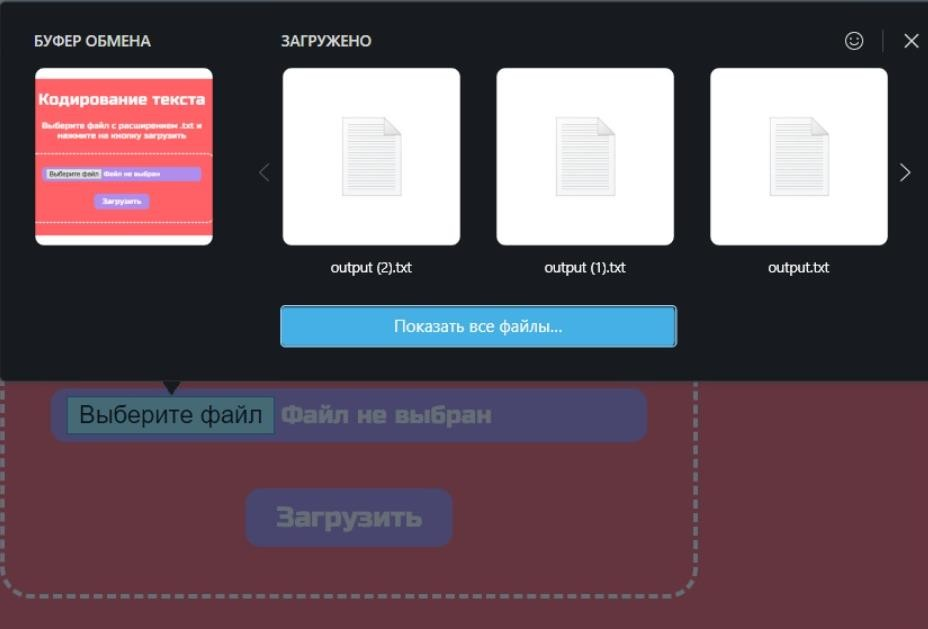 БУФЕР ОБМЕНА
ЗАГРУЖЕНО
Кодирование текста
Выберите файл с расширением .txt и
нажмите на кнопку загрузить
Выберите файл Файл не выбран
Загрузить
output (2).txt
output (1).txt
output.txt
Показать все файлы...
Выберите файл Файл не выбран
Загрузить